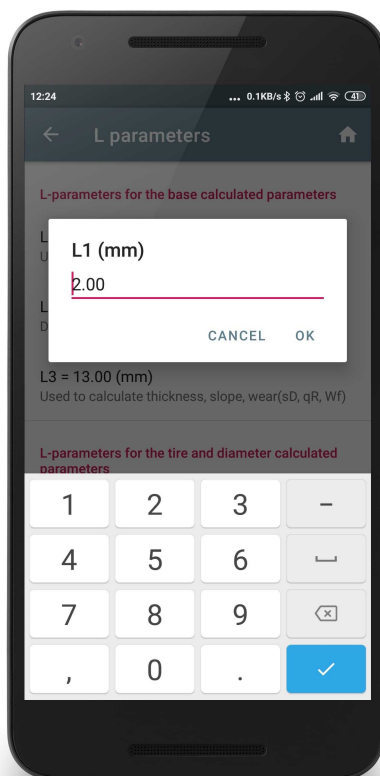 12:24
... 0.1KB/s 41
L parameters
L-parameters for the base calculated parameters
L
U
L1 (mm)
2.00
L
D
CANCEL OK
L3 = 13.00 (mm)
Used to calculate thickness, slope, wear(sD, qR, Wf)
L-parameters for the tire and diameter calculated
parameters
1 2 3 –
4 5 6
7 8 9
, 0 .